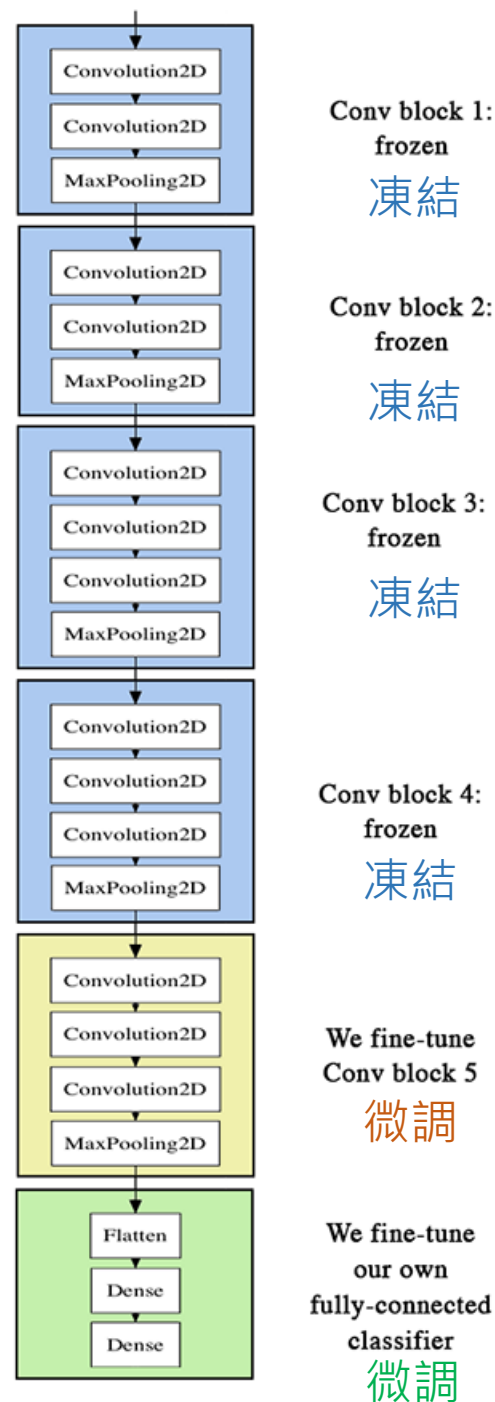 Convolution2D
Convolution2D
MaxPooling2D
Conv block 1:
frozen
凍結
Convolution2D
Convolution2D
MaxPooling2D
Conv block 2:
frozen
凍結
Convolution2D
Convolution2D
Convolution2D
MaxPooling2D
Conv block 3:
frozen
凍結
Convolution2D
Convolution2D
Convolution2D
MaxPooling2D
Conv block 4:
frozen
凍結
Convolution2D
Convolution2D
Convolution2D
MaxPooling2D
We fine-tune
Conv block 5
微調
Flatten
Dense
Dense
We fine-tune
our own
fully-connected
classifier
微調